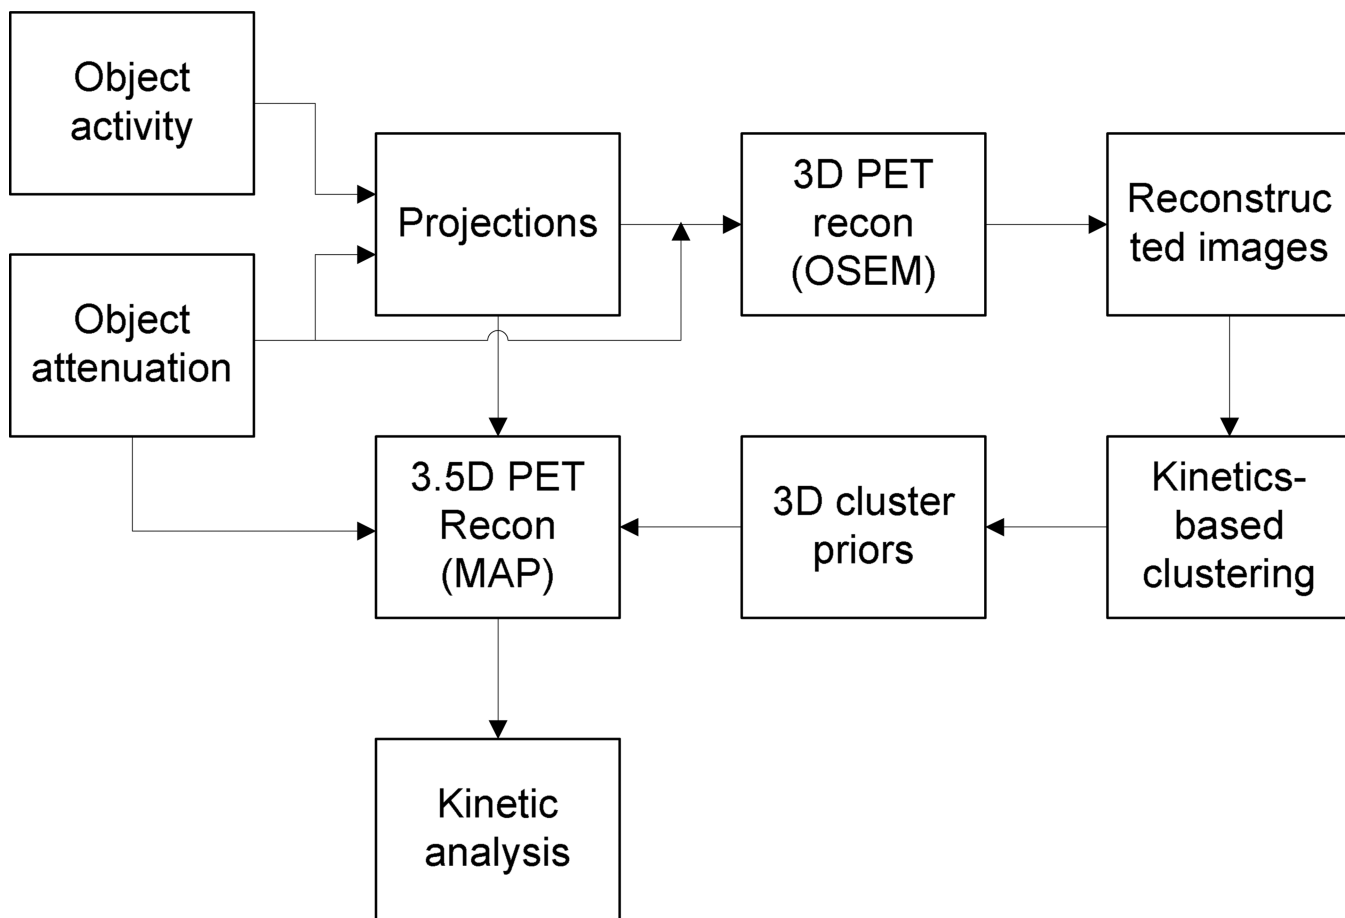 Object
activity
Projections
3D PET
recon
(OSEM)
Reconstruc
ted images
Object
attenuation
3.5D PET
Recon
(MAP)
3D cluster
priors
Kinetics-
based
clustering
Kinetic
analysis